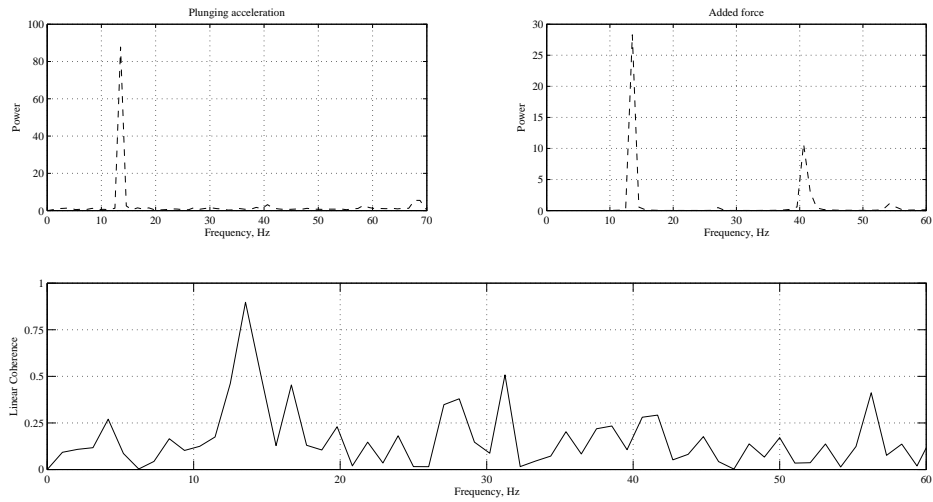 Plunging acceleration
Power
100
80
60
40
20
0
0 10 20 30 40 50 60 70
Frequency, Hz
Added force
Power
30
25
20
15
10
5
0
0 10 20 30 40 50 60
Frequency, Hz
Linear Coherence
1
0.75
0.5
0.25
0
0 10 20 30 40 50 60
Frequency, Hz